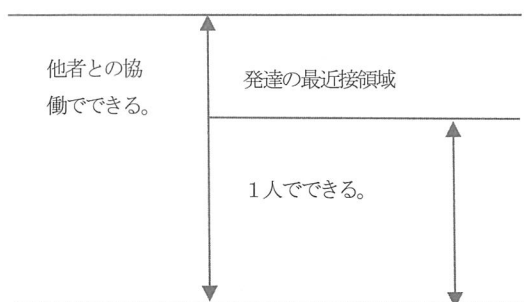 他者との協
働でできる。
発達の最近接領域
１人でできる。